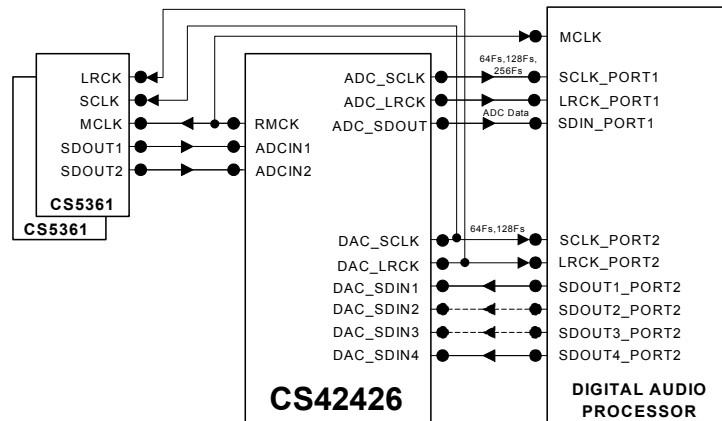 LRCK
SCLK
MCLK
SDOUT1
SDOUT2
CS5361
CS5361
RMCK
ADCIN1
ADCIN2
ADC_SCLK
ADC_LRCK
ADC_SDOUT
DAC_SCLK
DAC_LRCK
DAC_SDIN1
DAC_SDIN2
DAC_SDIN3
DAC_SDIN4
CS42426
64Fs,128Fs,
256Fs
ADC Data
64Fs,128Fs
MCLK
SCLK_PORT1
LRCK_PORT1
SDIN_PORT1
SCLK_PORT2
LRCK_PORT2
SDOUT1_PORT2
SDOUT2_PORT2
SDOUT3_PORT2
SDOUT4_PORT2
DIGITAL AUDIO
PROCESSOR